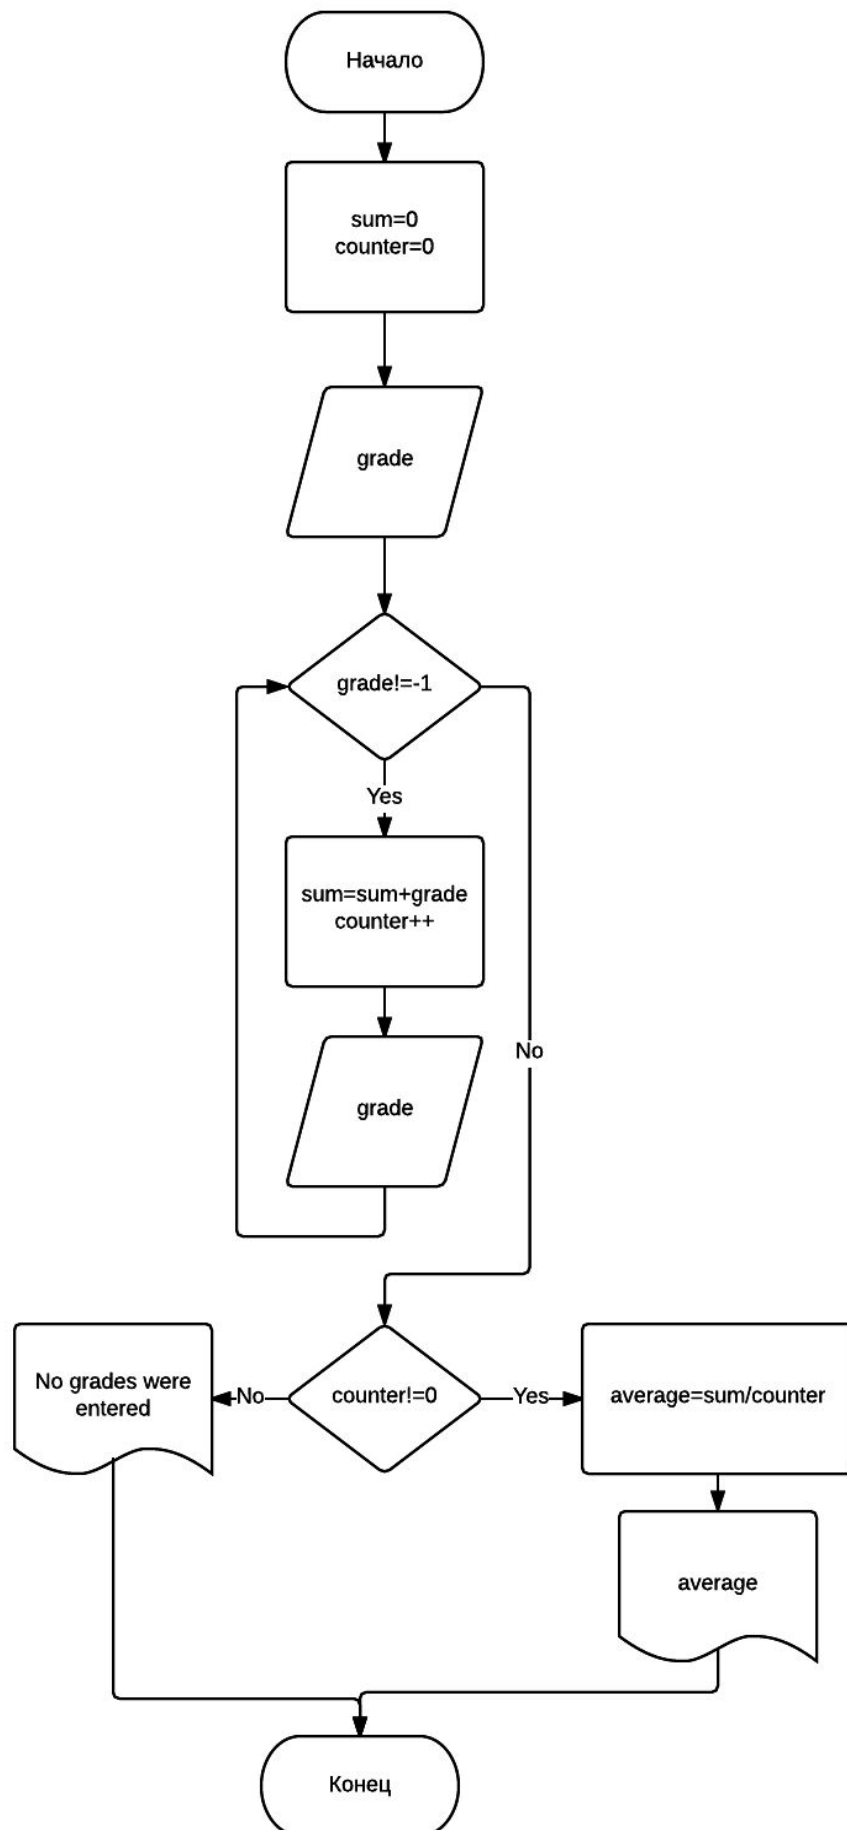 Начало
sum=0
counter=0
grade
grade!=-1
Yes
sum=sum+grade
counter++
No
grade
No grades were
entered
No
counter!=0
Yes
average=sum/counter
average
Конец